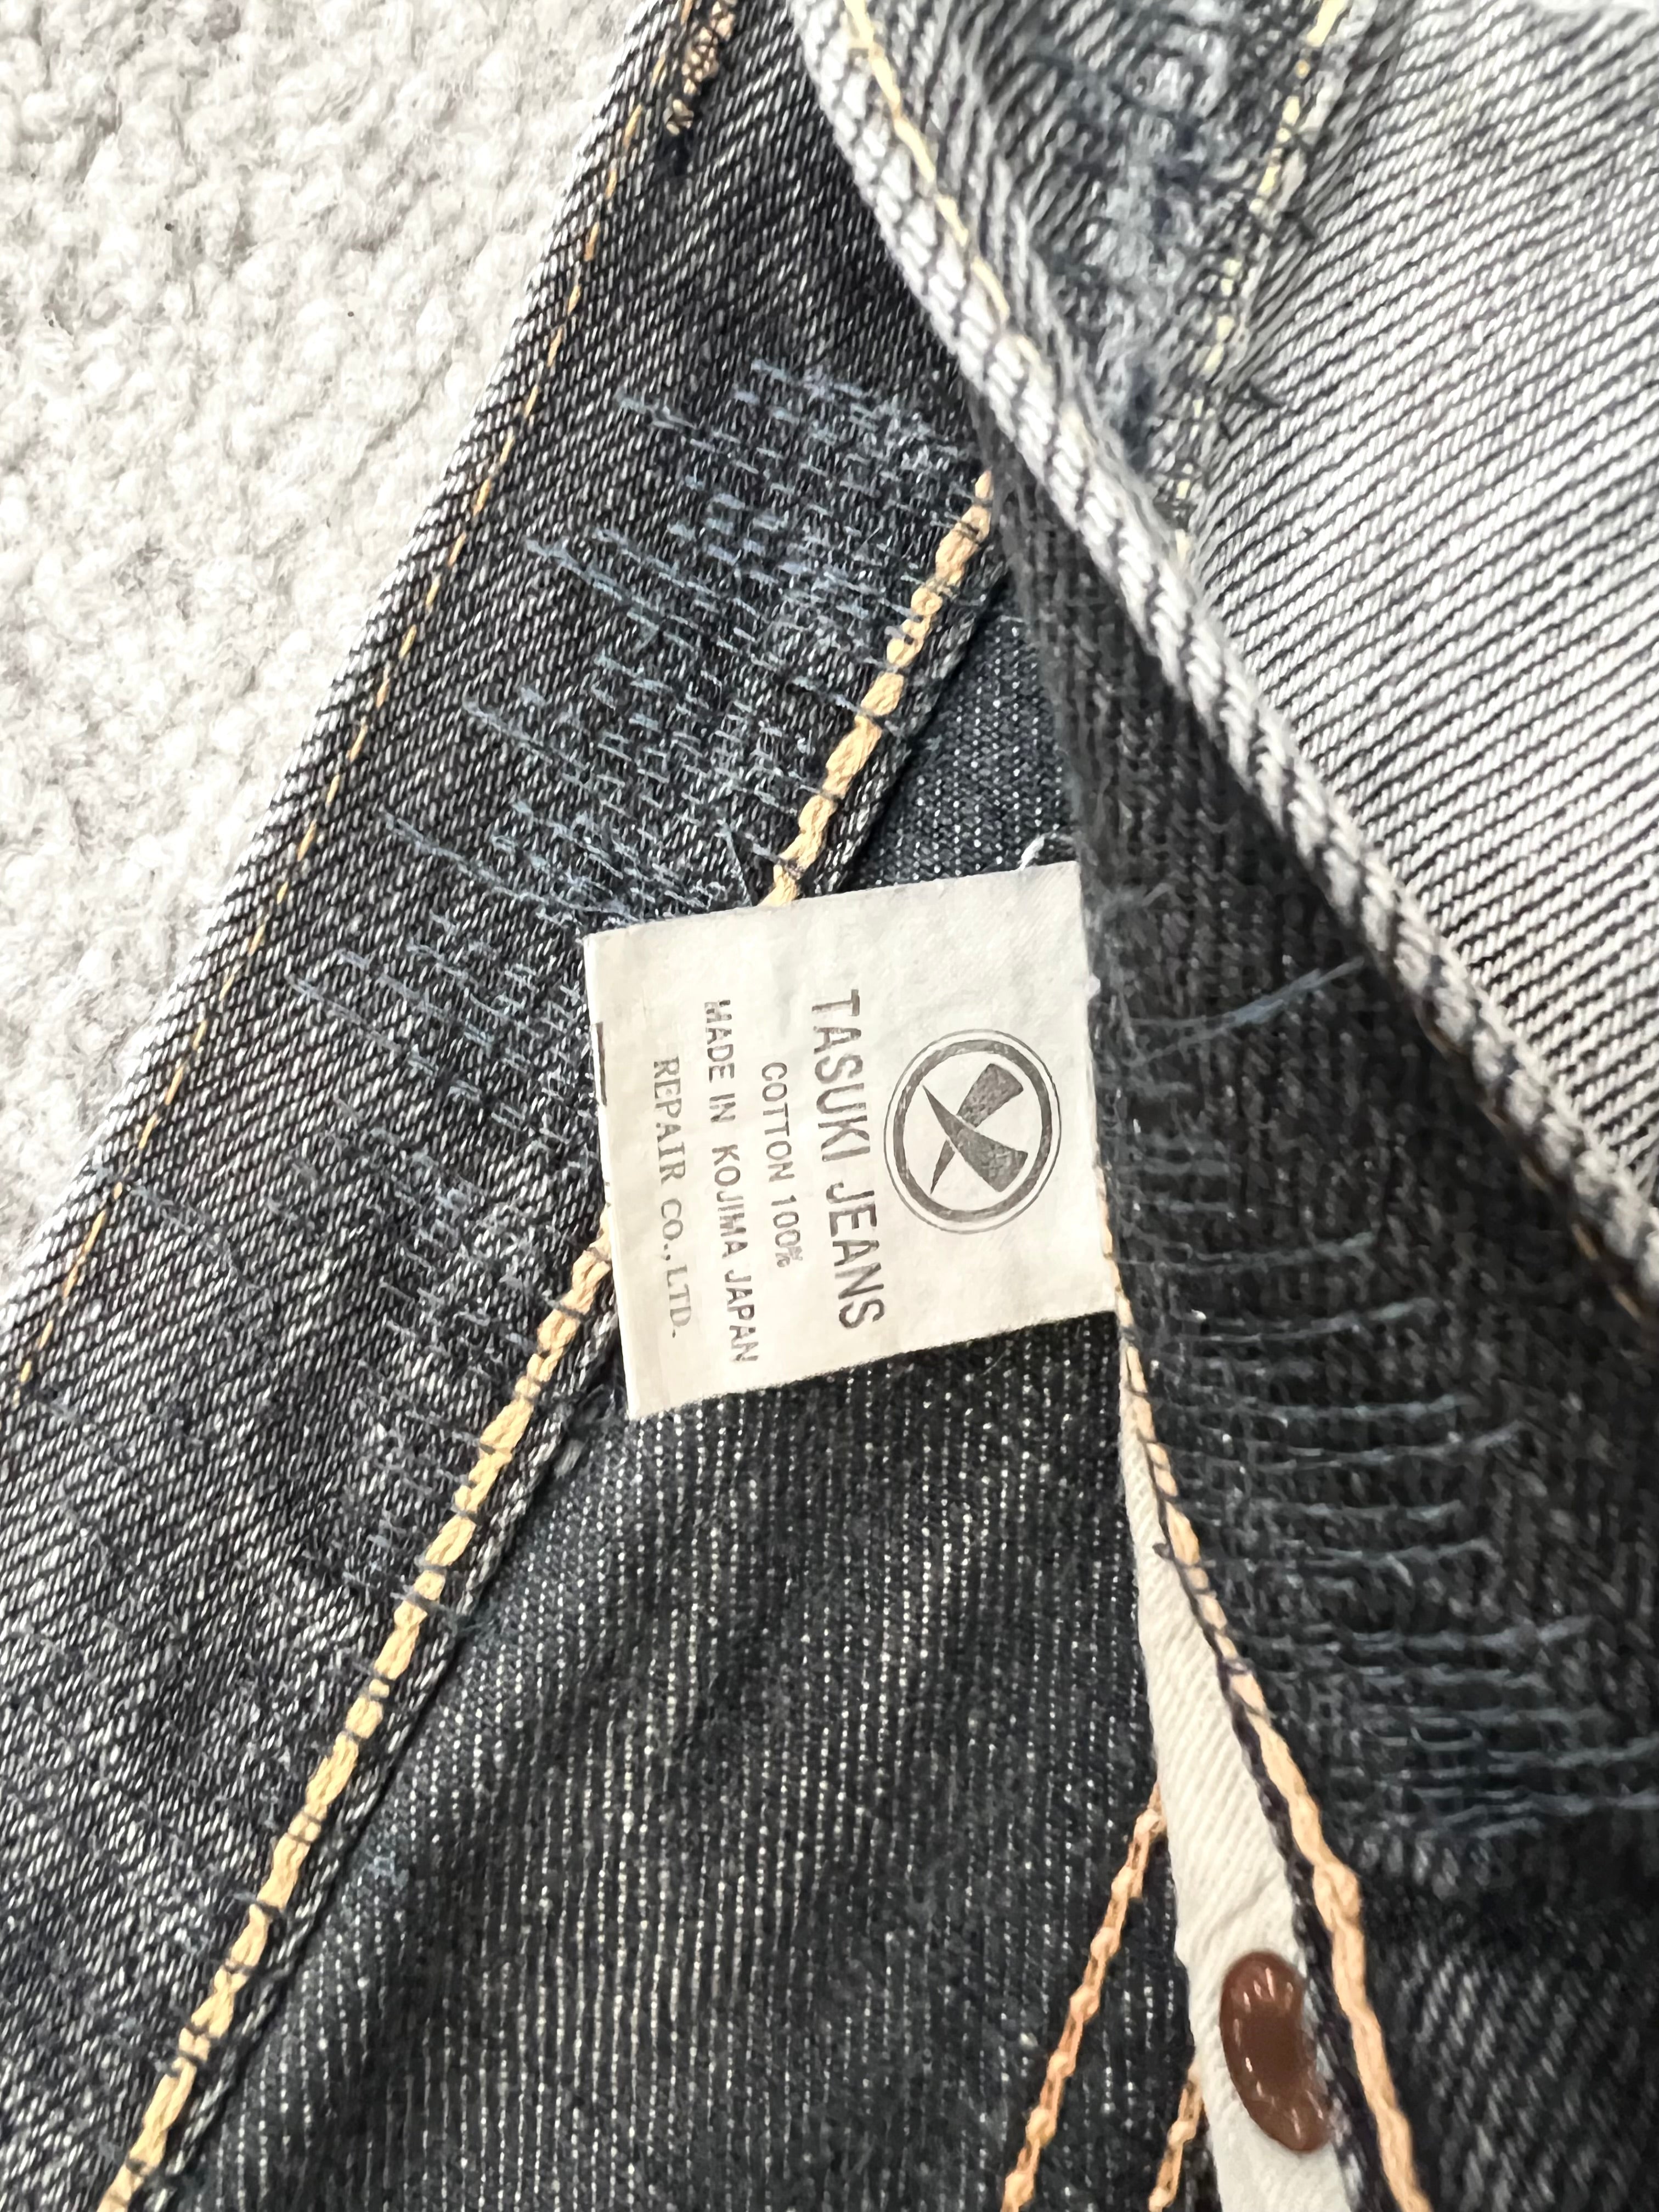 TASUKI JEANS
COTTON 100%
MADE IN KOJIMA JAPAN
REPAIR CO.,LTD.